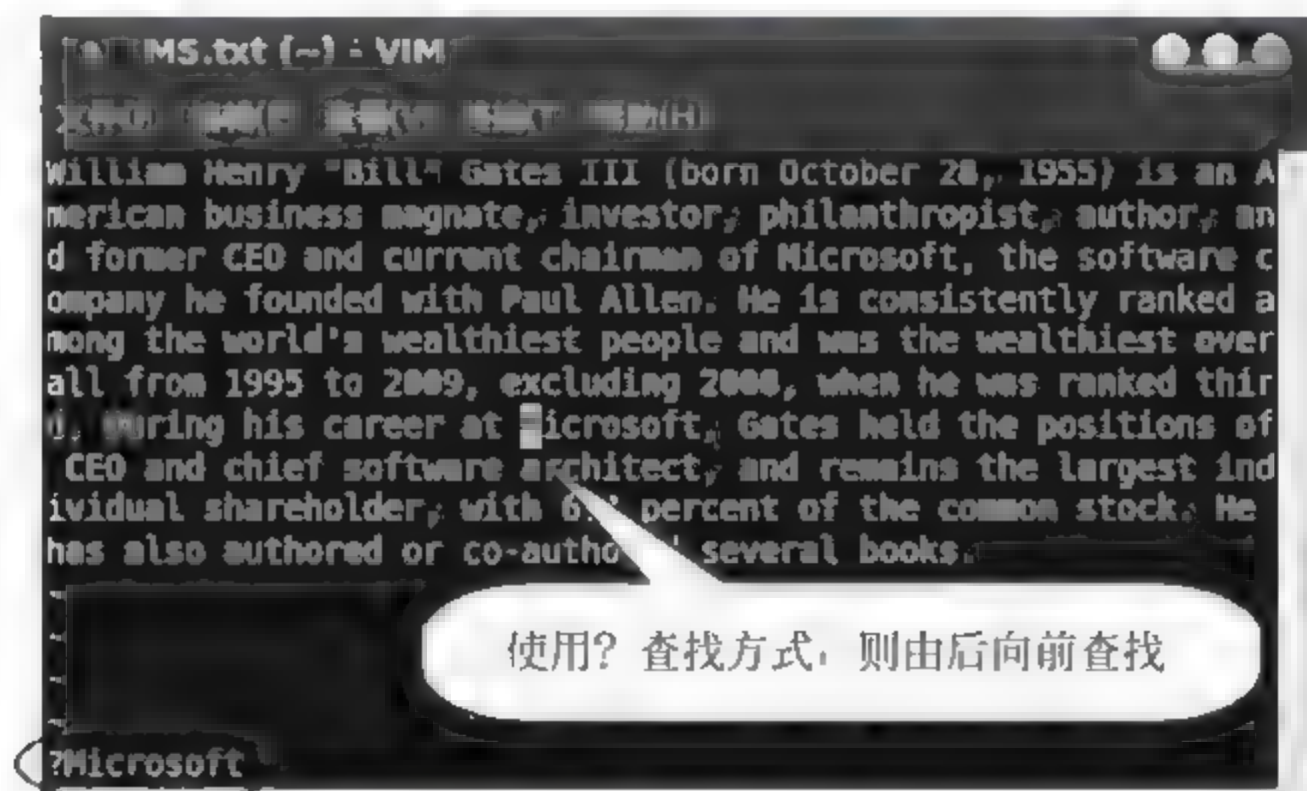 MS.txt (~) - VIM
William Henry "Bill" Gates III (born October 28, 1955) is an A
merican business magnate, investor, philanthropist, author, an
d former CEO and current chairman of Microsoft, the software c
ompany he founded with Paul Allen. He is consistently ranked a
mong the world's wealthiest people and was the wealthiest over
all from 1995 to 2009, excluding 2008, when he was ranked thir
during his career at Microsoft, Gates held the positions of
CEO and chief software architect, and remains the largest ind
ividual shareholder, with percent of the common stock. He
has also authored or co-autho several books.
使用?查找方式,则由后向前查找
?Microsoft